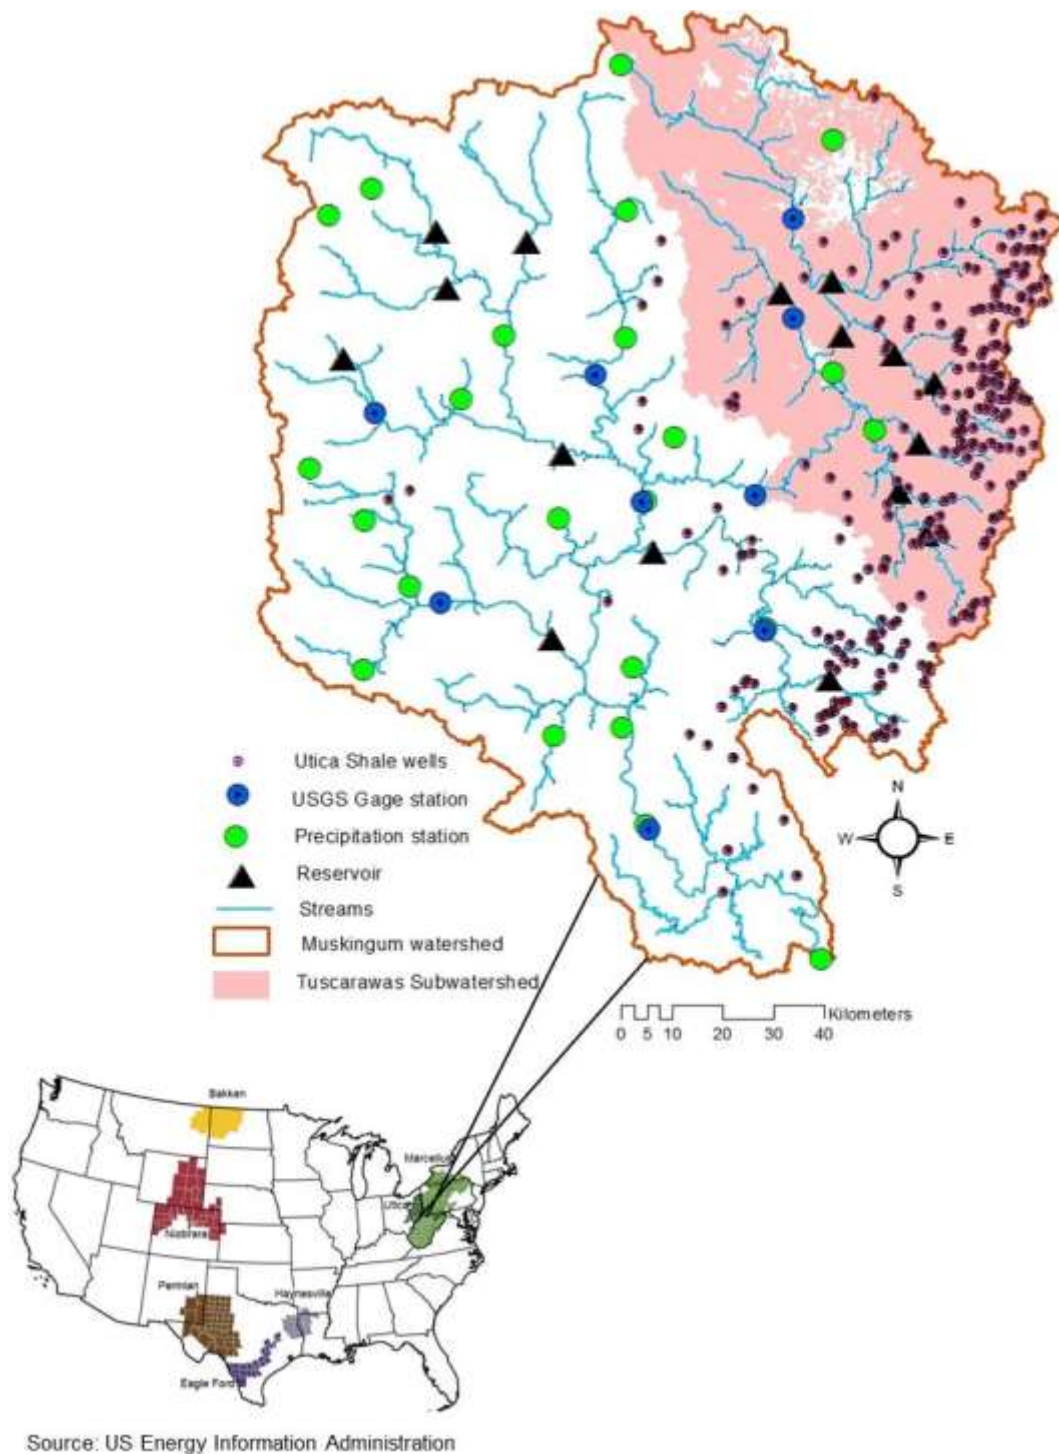 Utica Shale wells
USGS Gage station
Precipitation station
Reservoir
Streams
Muskingum watershed
Tuscarawas Subwatershed
N
W E
S
Kilometers
0 5 10 20 30 40
Bakken
Marcellus
Utica
Niobrara
Permian
Haynesville
Eagle Ford
Source: US Energy Information Administration